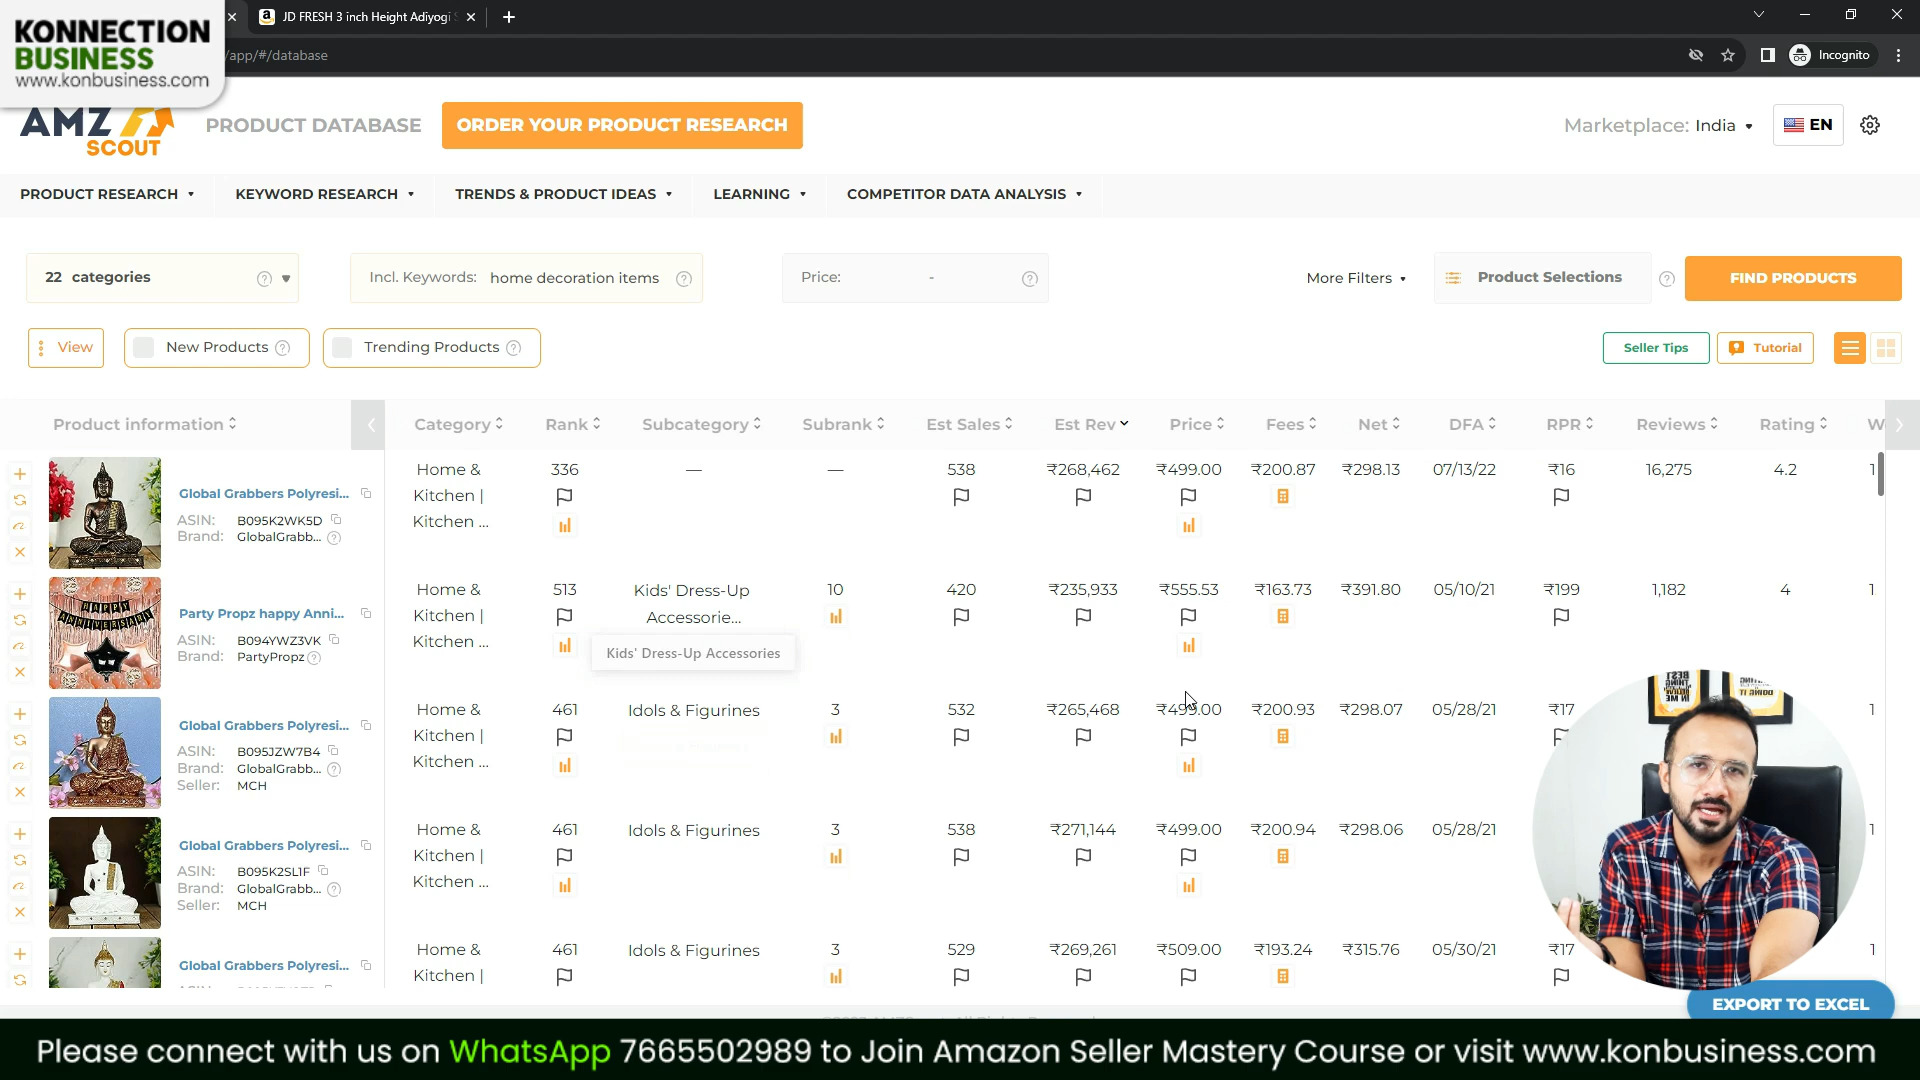 KONNECTION
BUSINESS
www.konbusiness.com
JD FRESH 3 inch Height Adiyogi
/app/#/database
Incognito
AMZ
SCOUT
PRODUCT DATABASE
ORDER YOUR PRODUCT RESEARCH
Marketplace: India
EN
PRODUCT RESEARCH
KEYWORD RESEARCH
TRENDS & PRODUCT IDEAS
LEARNING
COMPETITOR DATA ANALYSIS
22 categories
Incl. Keywords: home decoration items
Price: -
More Filters
Product Selections
FIND PRODUCTS
View
New Products
Trending Products
Seller Tips
Tutorial
Product information Category Rank Subcategory Subrank Est Sales Est Rev Price Fees Net DFA RPR Reviews Rating W
Global Grabbers Polyresi...
ASIN: B095K2WK5D
Brand: GlobalGrabb...
Home & Kitchen | Kitchen ... 336 — — 538 ₹268,462 ₹499.00 ₹200.87 ₹298.13 07/13/22 ₹16 16,275 4.2 1
Party Propz happy Anni...
ASIN: B094YWZ3VK
Brand: PartyPropz
HAPPY
ANNIVERSARY
Home & Kitchen | Kitchen ... 513 Kids' Dress-Up Accessorie... 10 420 ₹235,933 ₹555.53 ₹163.73 ₹391.80 05/10/21 ₹199 1,182 4 1
Kids' Dress-Up Accessories
Global Grabbers Polyresi...
ASIN: B095JZW7B4
Brand: GlobalGrabb...
Seller: MCH
Home & Kitchen | Kitchen ... 461 Idols & Figurines 3 532 ₹265,468 ₹499.00 ₹200.93 ₹298.07 05/28/21 ₹17 1
Global Grabbers Polyresi...
ASIN: B095K2SL1F
Brand: GlobalGrabb...
Seller: MCH
Home & Kitchen | Kitchen ... 461 Idols & Figurines 3 538 ₹271,144 ₹499.00 ₹200.94 ₹298.06 05/28/21 1
Global Grabbers Polyresi...
Home & Kitchen | 461 Idols & Figurines 3 529 ₹269,261 ₹509.00 ₹193.24 ₹315.76 05/30/21 ₹17 1
EXPORT TO EXCEL
Please connect with us on WhatsApp 7665502989 to Join Amazon Seller Mastery Course or visit www.konbusiness.com